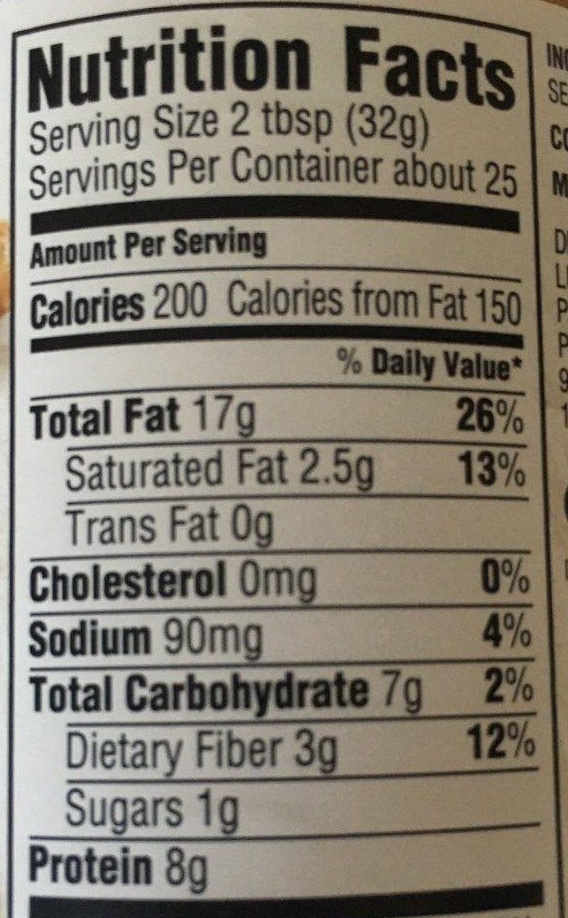 Nutrition Facts
Serving Size 2 tbsp (32g)
Servings Per Container about 25
Amount Per Serving
Calories 200 Calories from Fat 150
% Daily Value*
Total Fat 17g 26%
Saturated Fat 2.5g 13%
Trans Fat 0g
Cholesterol 0mg 0%
Sodium 90mg 4%
Total Carbohydrate 7g 2%
Dietary Fiber 3g 12%
Sugars 1g
Protein 8g